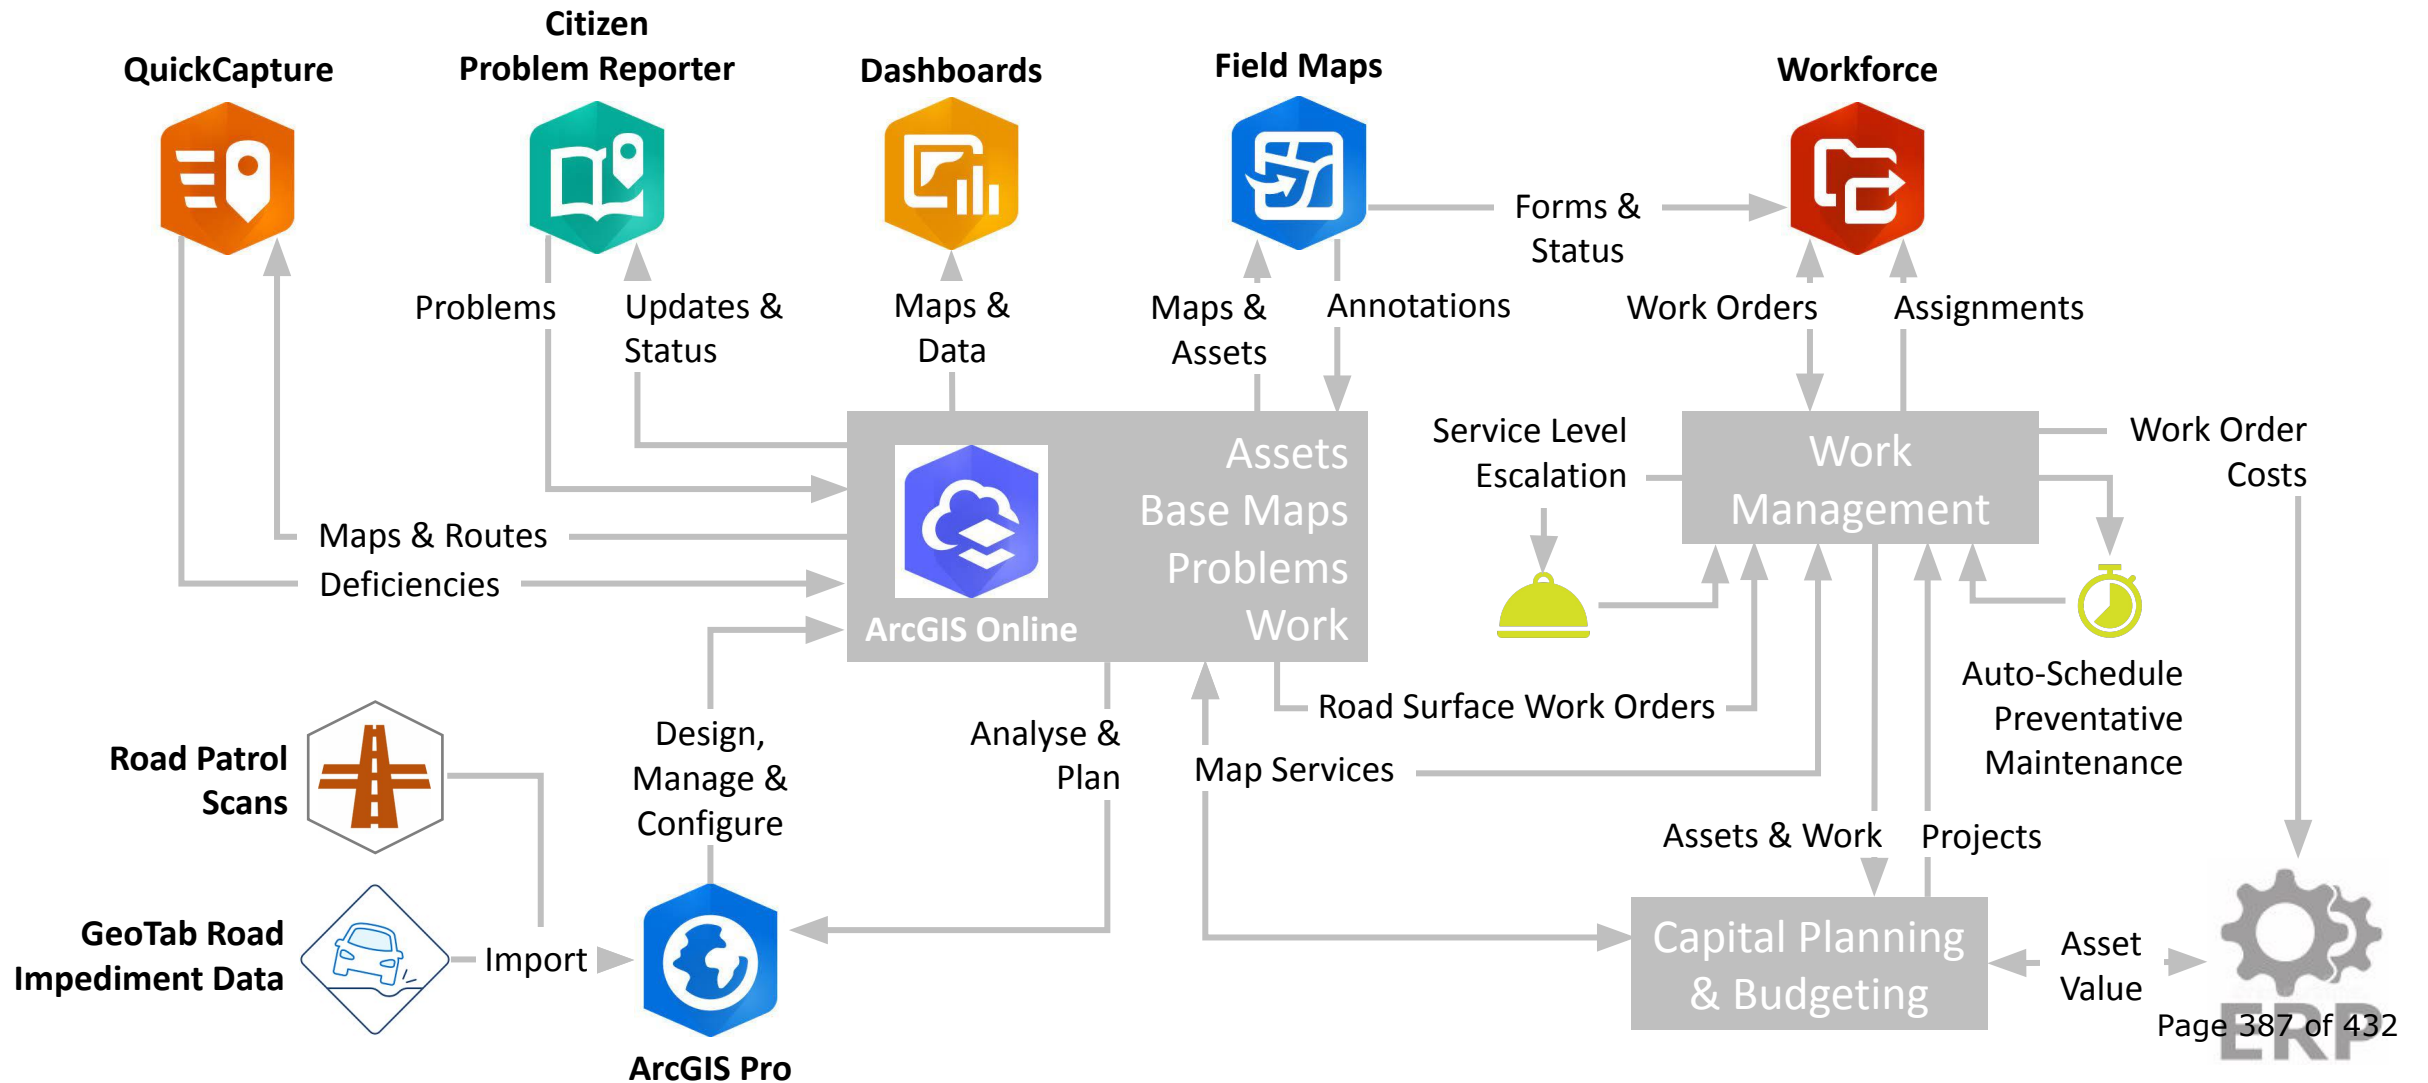 QuickCapture
Citizen
Problem Reporter
Dashboards
Field Maps
Workforce
Forms &
Status
Problems
Updates &
Status
Maps &
Data
Maps &
Assets
Annotations
Work Orders
Assignments
Service Level
Escalation
Work
Management
Work Order
Costs
Assets
Base Maps
Problems
Work
ArcGIS Online
Maps & Routes
Deficiencies
Road Surface Work Orders
Auto-Schedule
Preventative
Maintenance
Road Patrol
Scans
Design,
Manage &
Configure
Analyse &
Plan
Map Services
Assets & Work
Projects
GeoTab Road
Impediment Data
Import
ArcGIS Pro
Capital Planning
& Budgeting
Asset
Value
ERP
Page 387 of 432